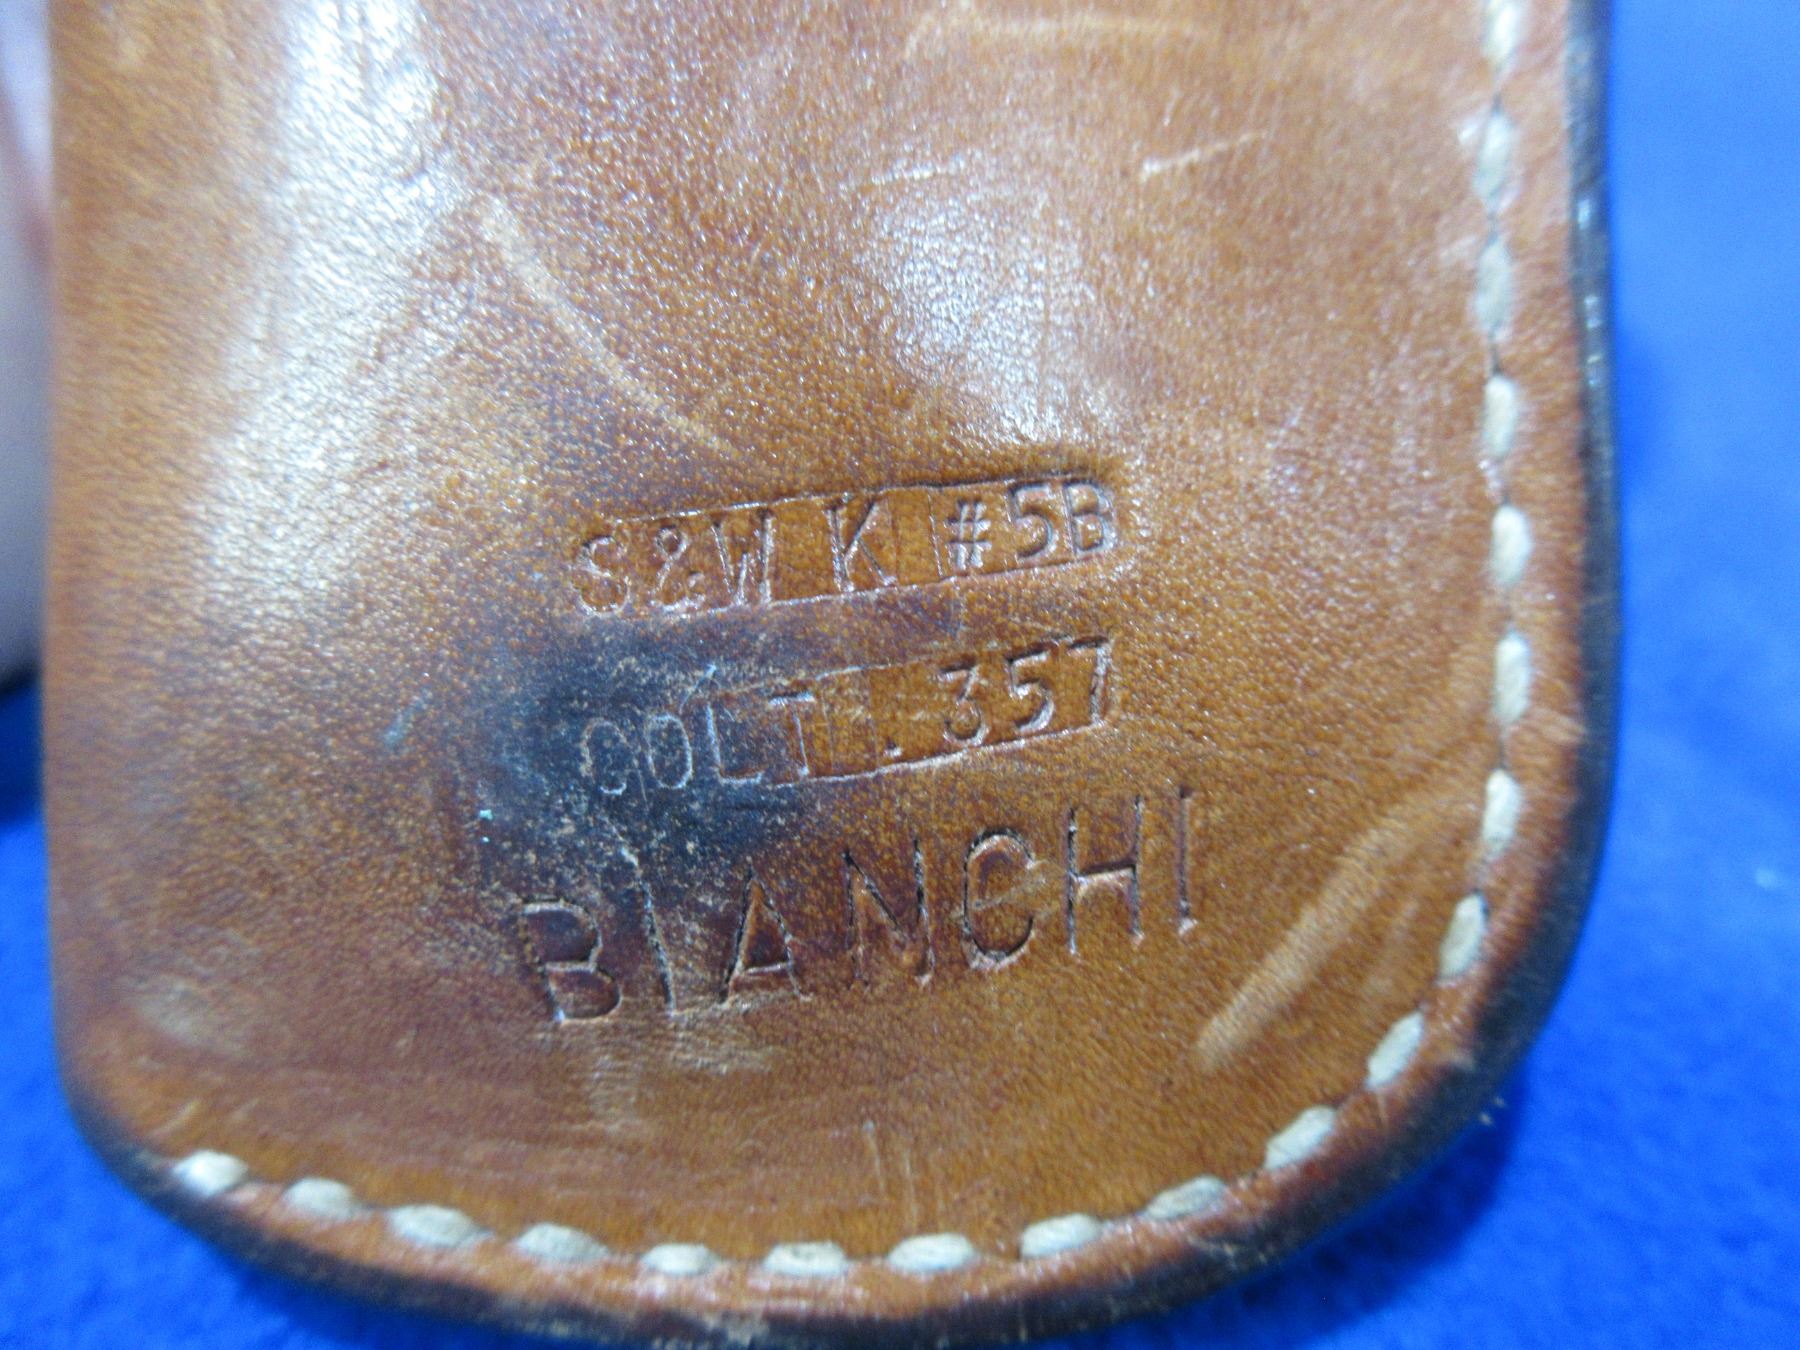 S&W K #5B
COLT .357
BIANCHI